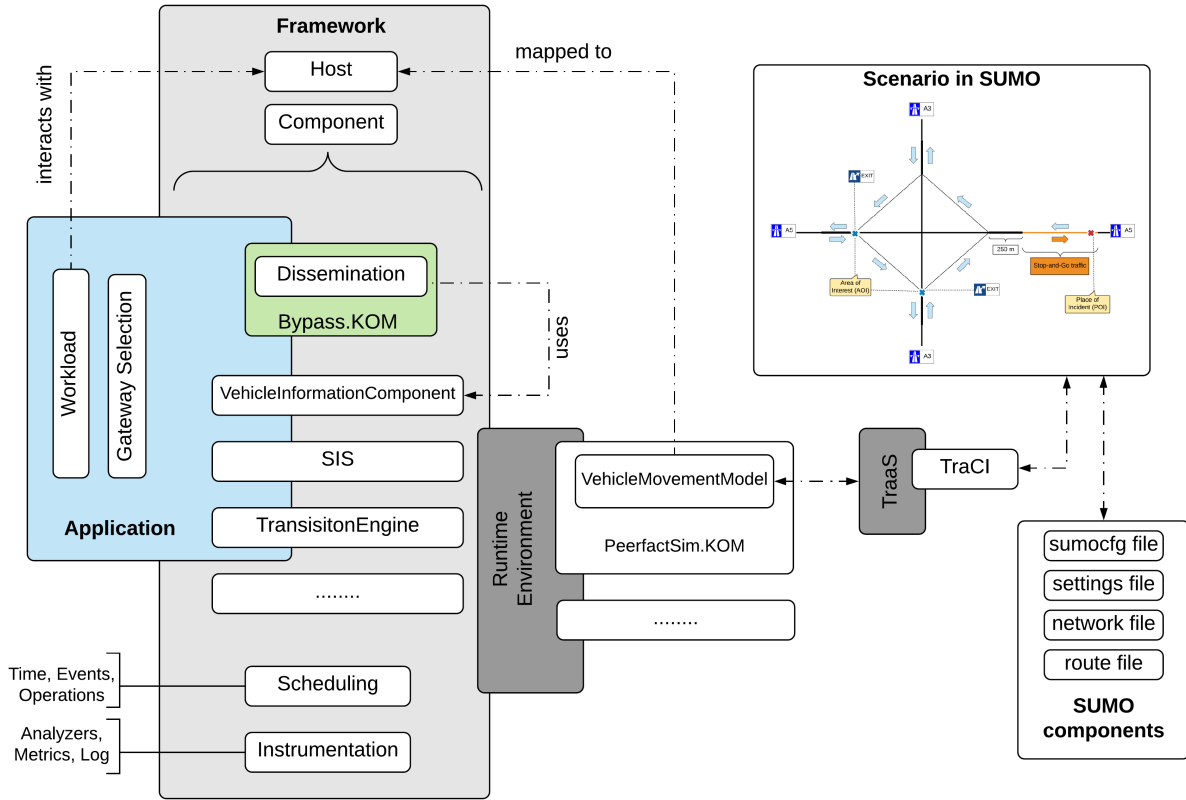 Framework
Host
Component
mapped to
interacts with
Scenario in SUMO
A3
EXIT
A5
A5
250 m
Stop-and-Go traffic
Area of
Interest (AOI)
EXIT
Place of
Incident (POI)
A3
Dissemination
Bypass.KOM
uses
Workload
Gateway Selection
VehicleInformationComponent
SIS
TransisitonEngine
........
Application
Runtime
Environment
VehicleMovementModel
PeerfactSim.KOM
........
TraaS
TraCI
sumocfg file
settings file
network file
route file
SUMO
components
Time, Events,
Operations
Scheduling
Analyzers,
Metrics, Log
Instrumentation